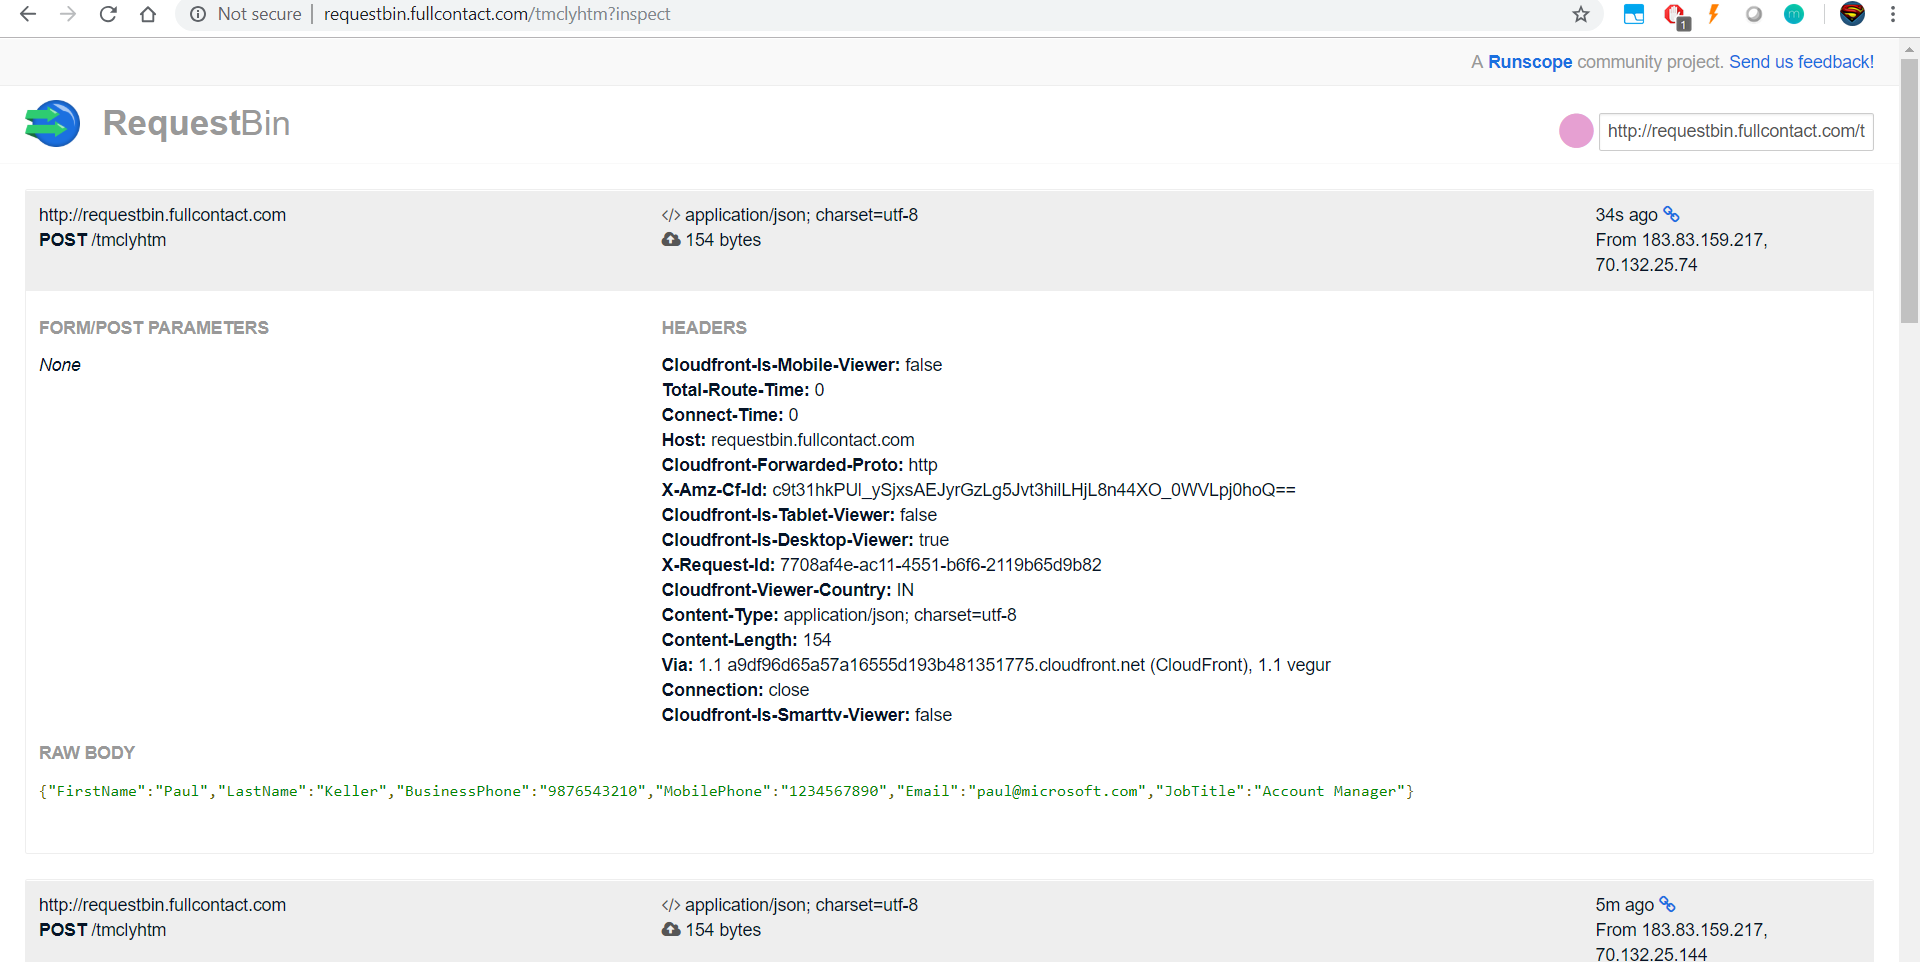 Not secure | requestbin.fullcontact.com/tmclyhtm?inspect
1
m
A Runscope community project. Send us feedback!
RequestBin
http://requestbin.fullcontact.com/t
http://requestbin.fullcontact.com
POST /tmclyhtm
</> application/json; charset=utf-8
154 bytes
34s ago
From 183.83.159.217,
70.132.25.74
FORM/POST PARAMETERS
None
HEADERS
Cloudfront-Is-Mobile-Viewer: false
Total-Route-Time: 0
Connect-Time: 0
Host: requestbin.fullcontact.com
Cloudfront-Forwarded-Proto: http
X-Amz-Cf-Id: c9t31hkPUl_ySjxsAEJyrGzLg5Jvt3hilLHjL8n44XO_0WVLpj0hoQ==
Cloudfront-Is-Tablet-Viewer: false
Cloudfront-Is-Desktop-Viewer: true
X-Request-Id: 7708af4e-ac11-4551-b6f6-2119b65d9b82
Cloudfront-Viewer-Country: IN
Content-Type: application/json; charset=utf-8
Content-Length: 154
Via: 1.1 a9df96d65a57a16555d193b481351775.cloudfront.net (CloudFront), 1.1 vegur
Connection: close
Cloudfront-Is-Smarttv-Viewer: false
RAW BODY
{"FirstName":"Paul","LastName":"Keller","BusinessPhone":"9876543210","MobilePhone":"1234567890","Email":"paul@microsoft.com","JobTitle":"Account Manager"}
http://requestbin.fullcontact.com
POST /tmclyhtm
</> application/json; charset=utf-8
154 bytes
5m ago
From 183.83.159.217,
70.132.25.144